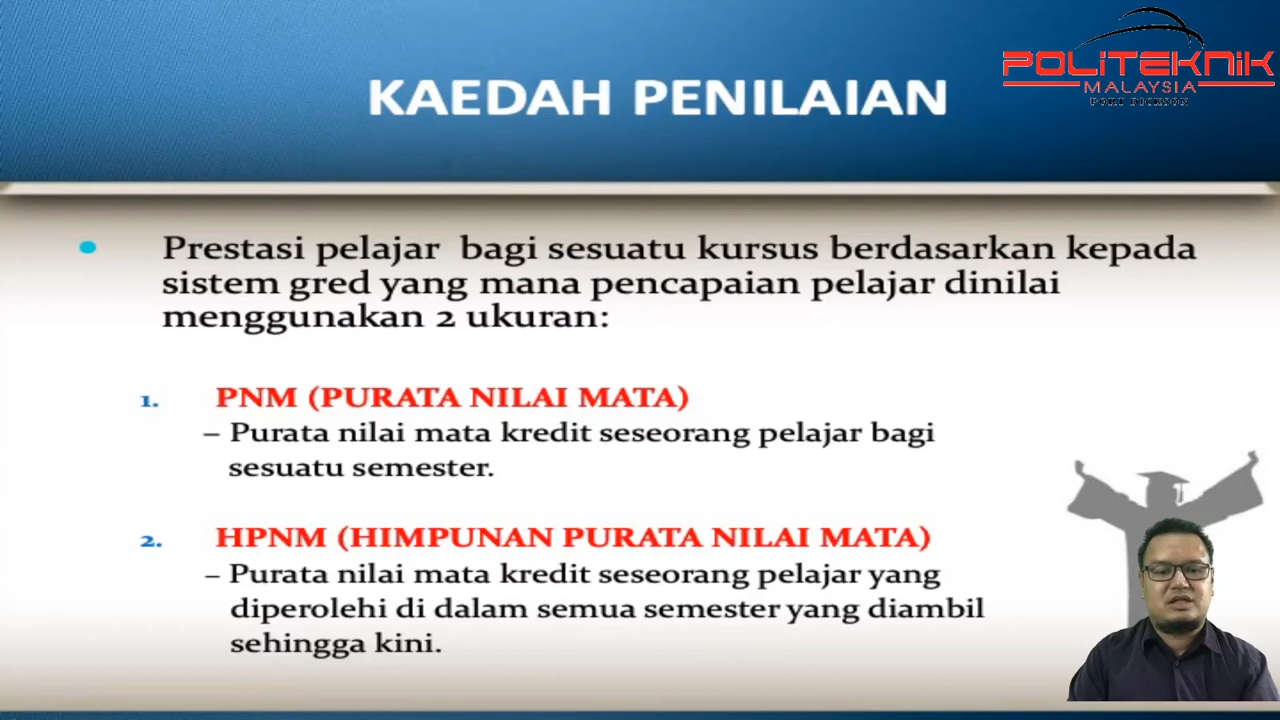 KAEDAH PENILAIAN
POLITEKNIK
MALAYSIA
PORT DICKSON
• Prestasi pelajar bagi sesuatu kursus berdasarkan kepada
sistem gred yang mana pencapaian pelajar dinilai
menggunakan 2 ukuran:
1. PNM (PURATA NILAI MATA)
– Purata nilai mata kredit seseorang pelajar bagi
sesuatu semester.
2. HPNM (HIMPUNAN PURATA NILAI MATA)
– Purata nilai mata kredit seseorang pelajar yang
diperolehi di dalam semua semester yang diambil
sehingga kini.